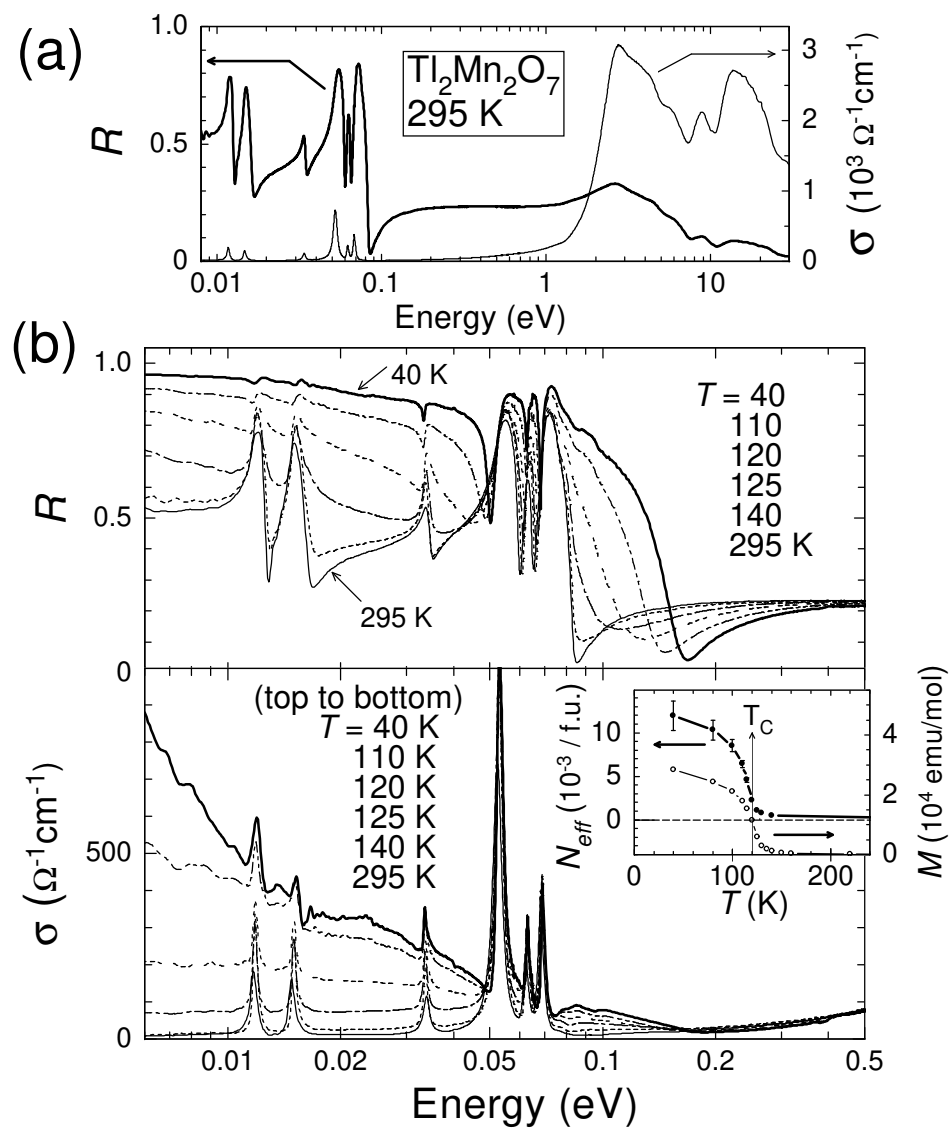 (a)
1.0
0.5
0
R
Tl₂Mn₂O₇
295 K
3
2
1
0
σ (10³ Ω⁻¹cm⁻¹)
0.01 0.1 1 10
Energy (eV)
(b)
1.0
0.5
0
R
40 K
295 K
T = 40
110
120
125
140
295 K
(top to bottom)
T = 40 K
110 K
120 K
125 K
140 K
295 K
500
0
σ (Ω⁻¹cm⁻¹)
N_eff (10⁻³ / f.u.)
10
5
0
T_C
4
2
0
M (10⁴ emu/mol)
0 100 200
T (K)
0.01 0.02 0.05 0.1 0.2 0.5
Energy (eV)